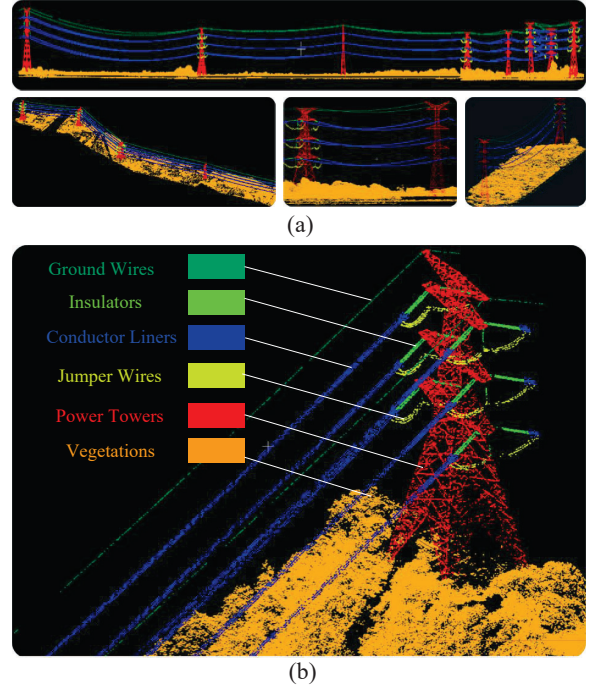 (a)
Ground Wires
Insulators
Conductor Liners
Jumper Wires
Power Towers
Vegetations
(b)